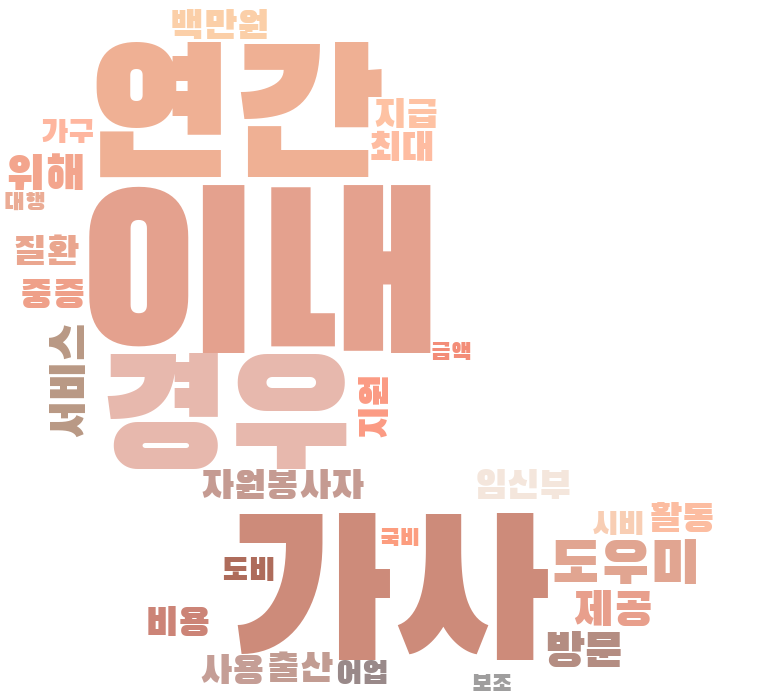 백만원
연간
지급
최대
가구
위해
대행
이내
질환
중증
서비스
금액
경우
지원
자원봉사자
임신부
시비
활동
가사
국비
도우미
도비
제공
비용
방문
사용
출산
어업
보조